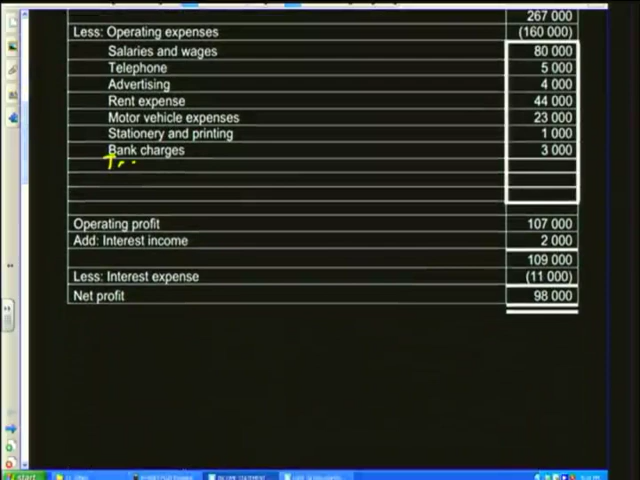 267 000
Less: Operating expenses (160 000)
Salaries and wages 80 000
Telephone 5 000
Advertising 4 000
Rent expense 44 000
Motor vehicle expenses 23 000
Stationery and printing 1 000
Bank charges 3 000
Operating profit 107 000
Add: Interest income 2 000
109 000
Less: Interest expense (11 000)
Net profit 98 000
start